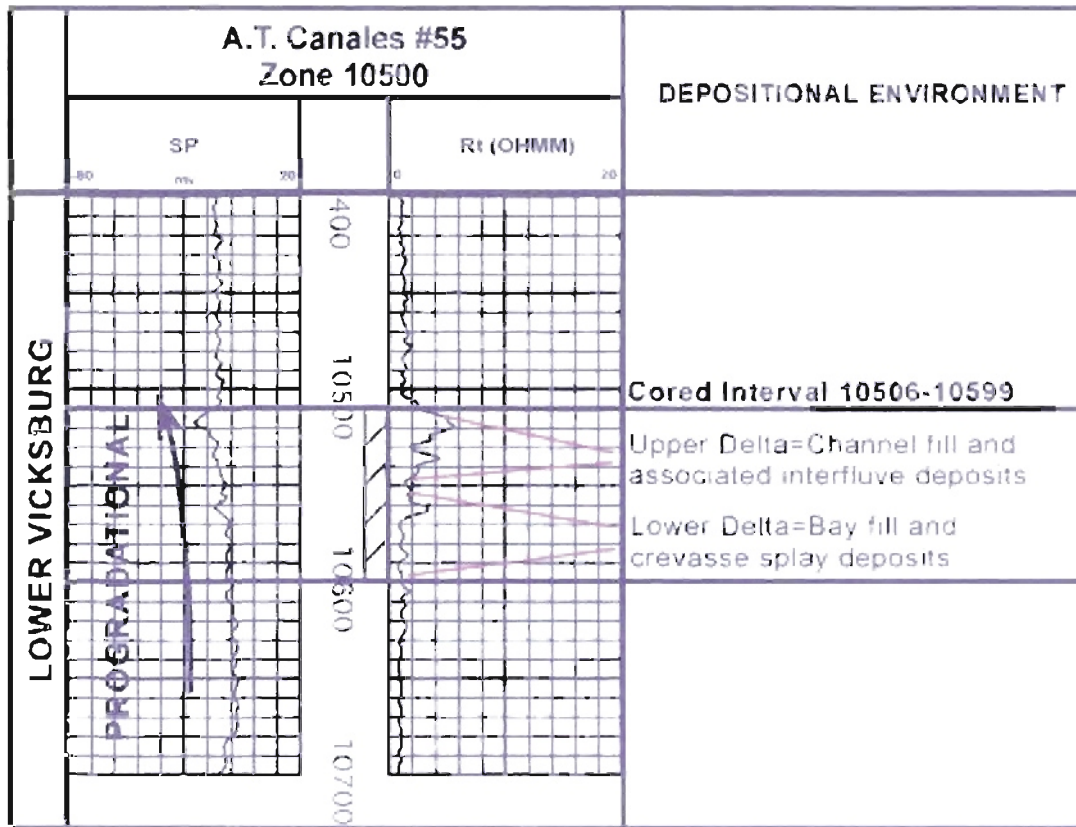 A.T. Canales #55
Zone 10500
DEPOSITIONAL ENVIRONMENT
SP
Rt (OHMM)
-80
mv
20
0
20
LOWER VICKSBURG
PROGRADATIONAL
400
10500
10600
10700
Cored Interval 10506-10599
Upper Delta=Channel fill and
associated interfluve deposits
Lower Delta=Bay fill and
crevasse splay deposits